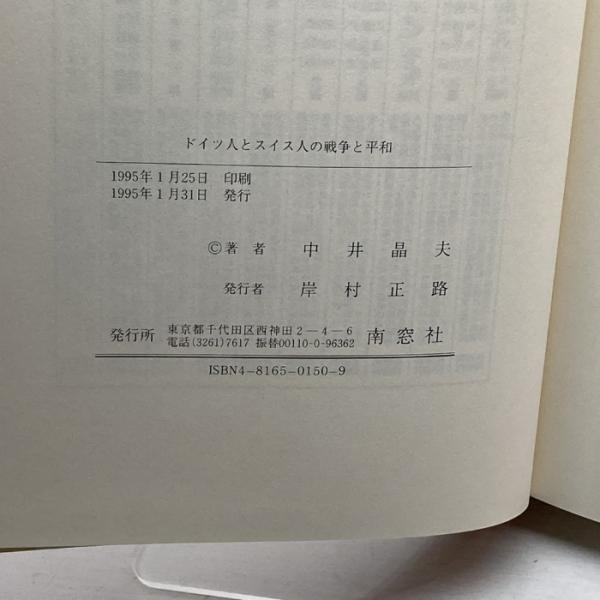 ドイツ人とスイス人の戦争と平和
1995年1月25日 印刷
1995年1月31日 発行
©著者 中井晶夫
発行者 岸村正路
発行所 東京都千代田区西神田2―4―6 南窓社
電話(3261)7617 振替00110-0-96362
ISBN4-8165-0150-9